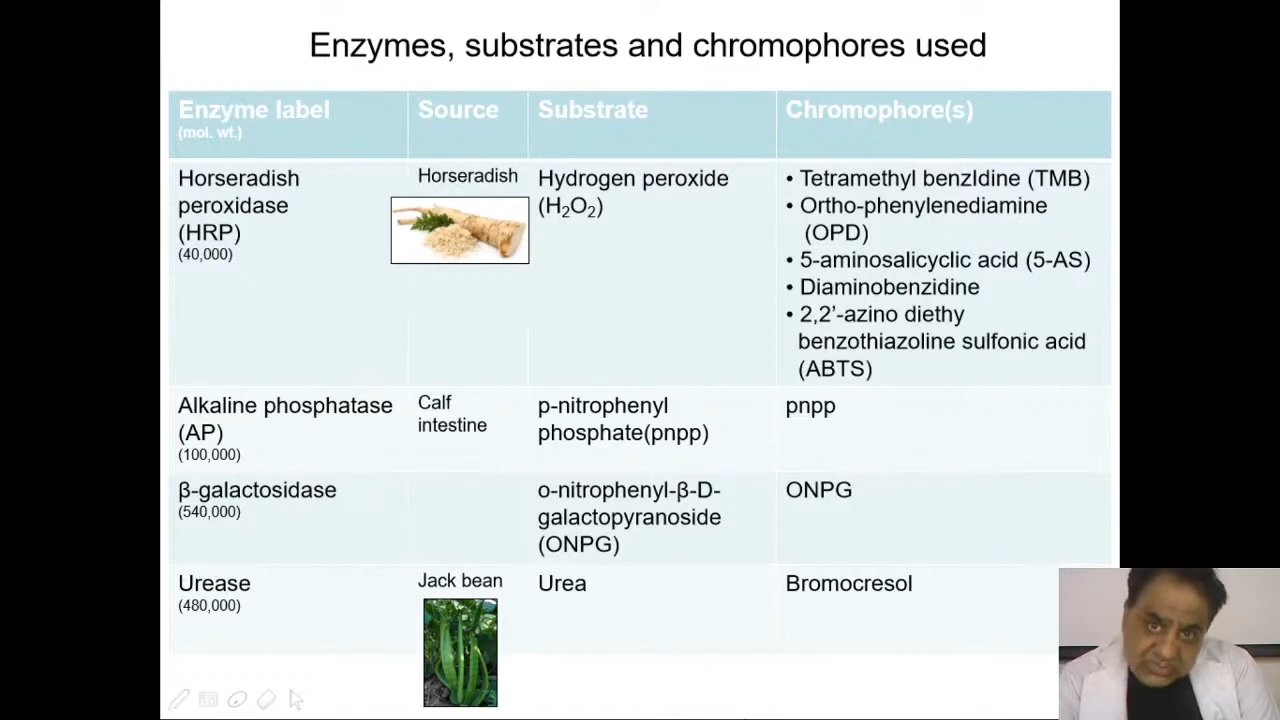 Enzymes, substrates and chromophores used
Enzyme label
(mol. wt.)
Source
Substrate
Chromophore(s)
Horseradish
peroxidase
(HRP)
(40,000)
Horseradish
Hydrogen peroxide
(H₂O₂)
• Tetramethyl benzIdine (TMB)
• Ortho-phenylenediamine
(OPD)
• 5-aminosalicyclic acid (5-AS)
• Diaminobenzidine
• 2,2’-azino diethy
benzothiazoline sulfonic acid
(ABTS)
Alkaline phosphatase
(AP)
(100,000)
Calf
intestine
p-nitrophenyl
phosphate(pnpp)
pnpp
β-galactosidase
(540,000)
o-nitrophenyl-β-D-
galactopyranoside
(ONPG)
ONPG
Urease
(480,000)
Jack bean
Urea
Bromocresol